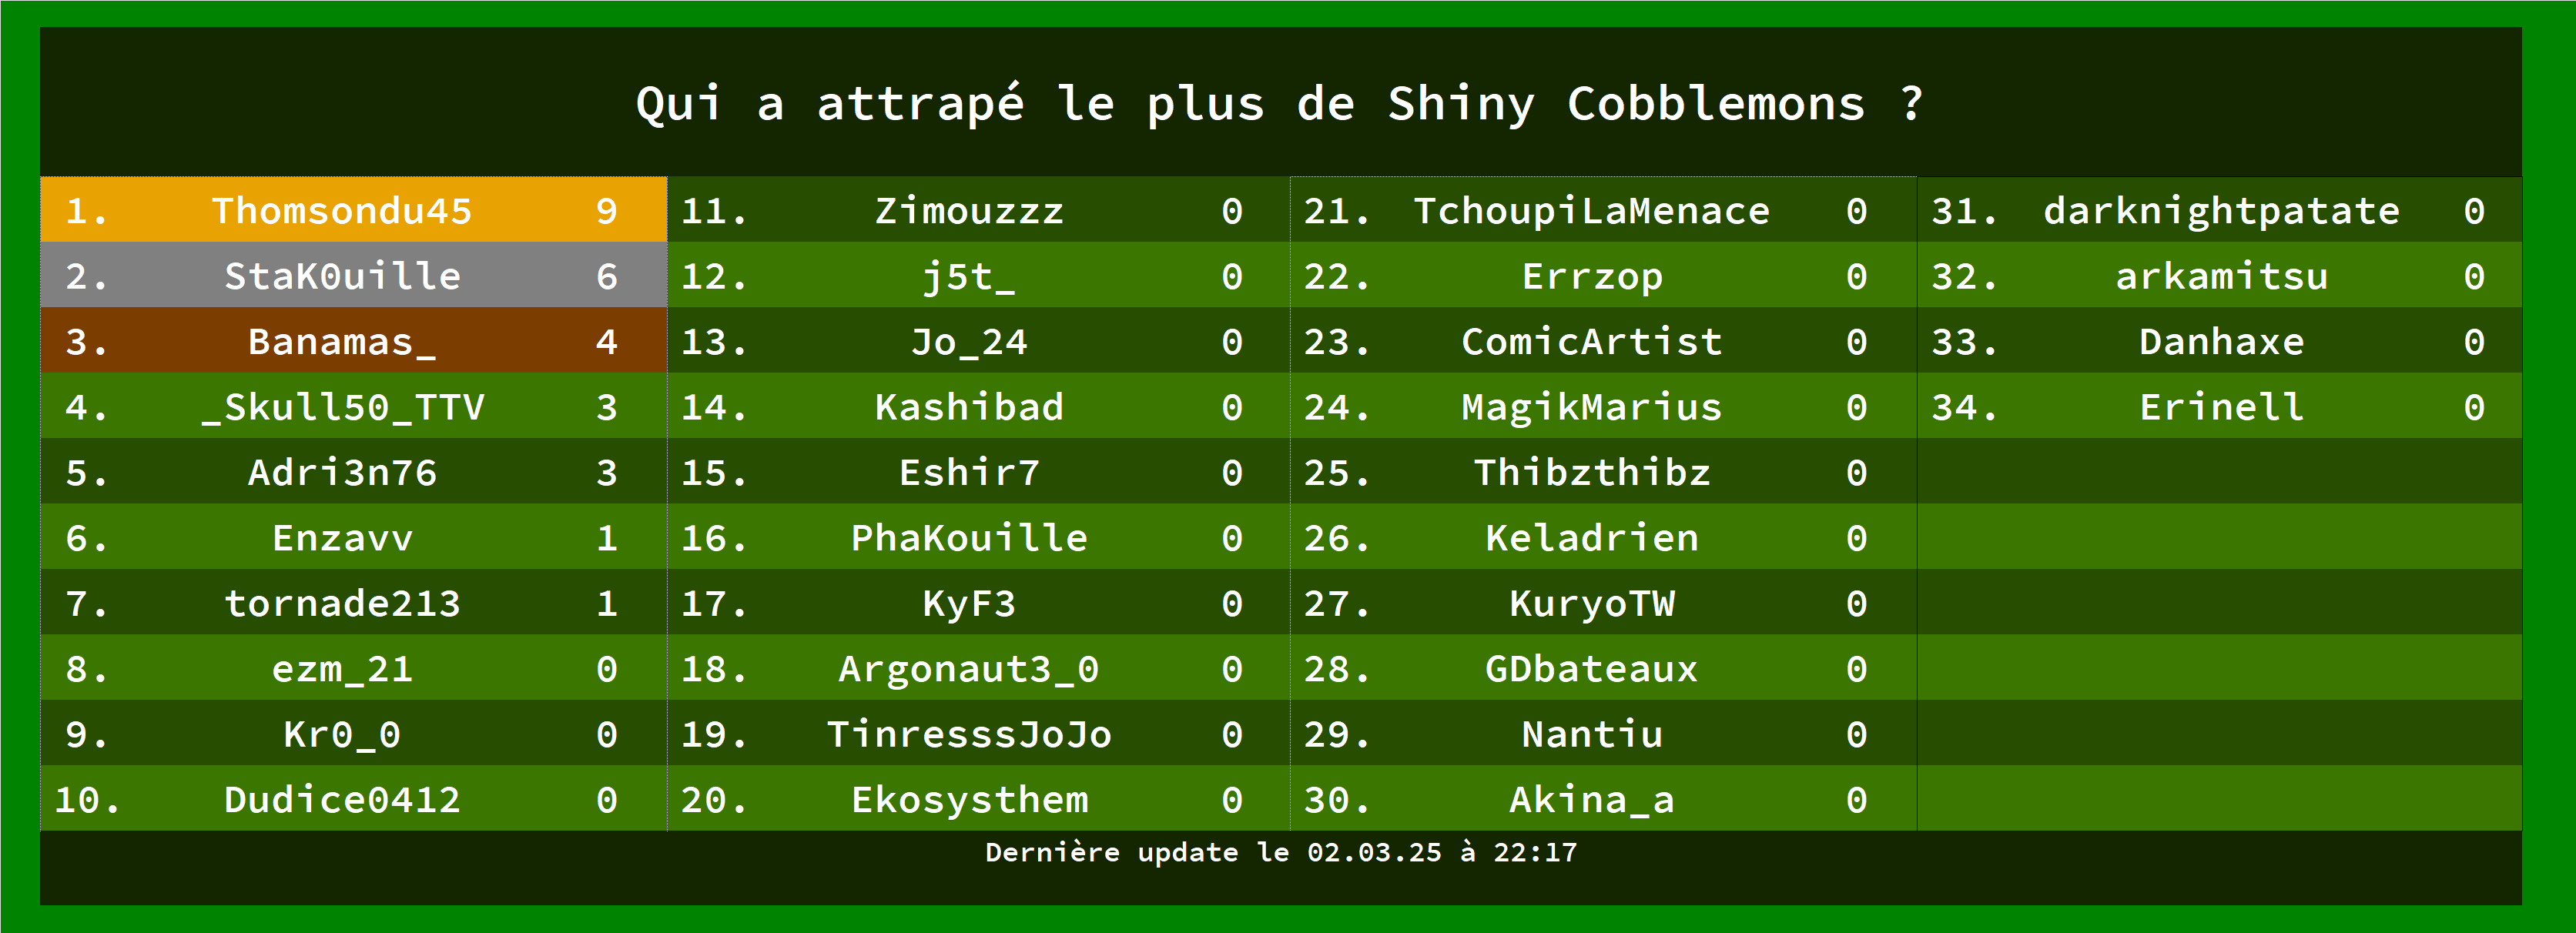 Qui a attrapé le plus de Shiny Cobblemons ?
1. Thomsondu45 9
2. StaK0uille 6
3. Banamas_ 4
4. _Skull50_TTV 3
5. Adri3n76 3
6. Enzavv 1
7. tornade213 1
8. ezm_21 0
9. Kr0_0 0
10. Dudice0412 0
11. Zimouzzz 0
12. j5t_ 0
13. Jo_24 0
14. Kashibad 0
15. Eshir7 0
16. PhaKouille 0
17. KyF3 0
18. Argonaut3_0 0
19. TinresssJoJo 0
20. Ekosysthem 0
21. TchoupiLaMenace 0
22. Errzop 0
23. ComicArtist 0
24. MagikMarius 0
25. Thibzthibz 0
26. Keladrien 0
27. KuryoTW 0
28. GDbateaux 0
29. Nantiu 0
30. Akina_a 0
31. darknightpatate 0
32. arkamitsu 0
33. Danhaxe 0
34. Erinell 0
Dernière update le 02.03.25 à 22:17